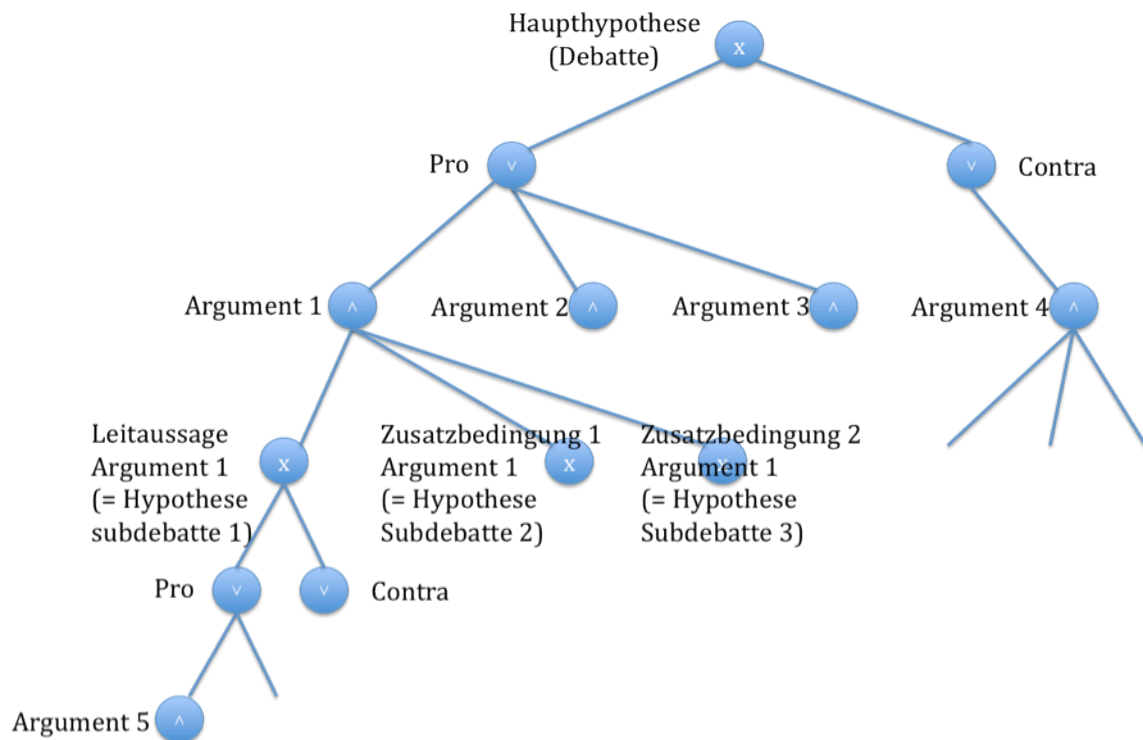 Haupthypothese
(Debatte)
x
Pro
v
v
Contra
Argument 1
^
Argument 2
^
Argument 3
^
Argument 4
^
Leitaussage
Argument 1
(= Hypothese
subdebatte 1)
x
Zusatzbedingung 1
Argument 1
(= Hypothese
Subdebatte 2)
x
Zusatzbedingung 2
Argument 1
(= Hypothese
Subdebatte 3)
x
Pro
v
v
Contra
Argument 5
^